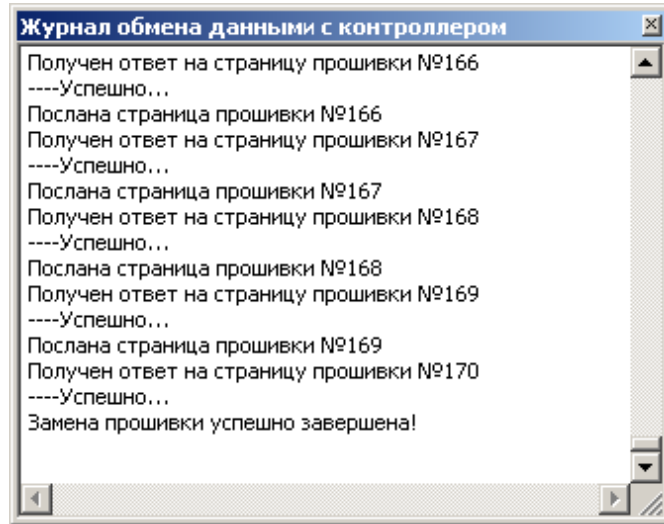 Журнал обмена данными с контроллером
Получен ответ на страницу прошивки №166
----Успешно...
Послана страница прошивки №166
Получен ответ на страницу прошивки №167
----Успешно...
Послана страница прошивки №167
Получен ответ на страницу прошивки №168
----Успешно...
Послана страница прошивки №168
Получен ответ на страницу прошивки №169
----Успешно...
Послана страница прошивки №169
Получен ответ на страницу прошивки №170
----Успешно...
Замена прошивки успешно завершена!